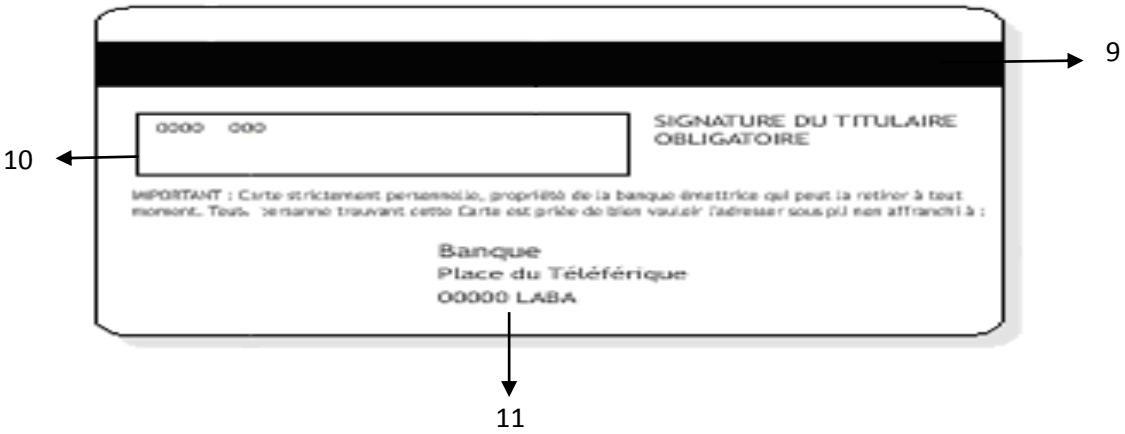 9
0000 000
SIGNATURE DU TITULAIRE
OBLIGATOIRE
10
IMPORTANT : Carte strictement personnelle, propriété de la banque émettrice qui peut la retirer à tout
moment. Toute personne trouvant cette Carte est priée de bien vouloir l'adresser sous pli non affranchi à :
Banque
Place du Téléférique
00000 LABA
11